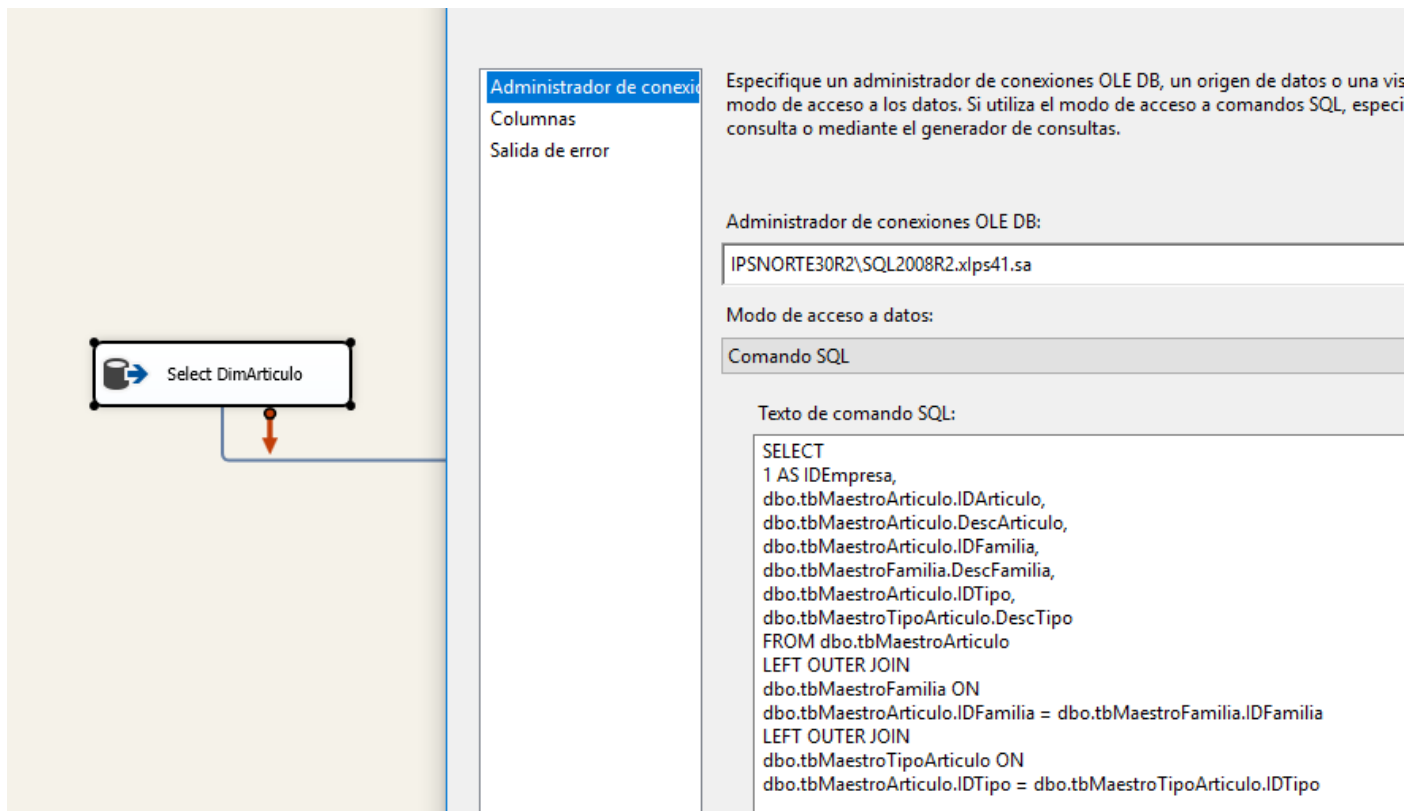 Select DimArticulo
Administrador de conexio
Columnas
Salida de error
Especifique un administrador de conexiones OLE DB, un origen de datos o una vis
modo de acceso a los datos. Si utiliza el modo de acceso a comandos SQL, especi
consulta o mediante el generador de consultas.
Administrador de conexiones OLE DB:
IPSNORTE30R2\SQL2008R2.xlps41.sa
Modo de acceso a datos:
Comando SQL
Texto de comando SQL:
SELECT
1 AS IDEmpresa,
dbo.tbMaestroArticulo.IDArticulo,
dbo.tbMaestroArticulo.DescArticulo,
dbo.tbMaestroArticulo.IDFamilia,
dbo.tbMaestroFamilia.DescFamilia,
dbo.tbMaestroArticulo.IDTipo,
dbo.tbMaestroTipoArticulo.DescTipo
FROM dbo.tbMaestroArticulo
LEFT OUTER JOIN
dbo.tbMaestroFamilia ON
dbo.tbMaestroArticulo.IDFamilia = dbo.tbMaestroFamilia.IDFamilia
LEFT OUTER JOIN
dbo.tbMaestroTipoArticulo ON
dbo.tbMaestroArticulo.IDTipo = dbo.tbMaestroTipoArticulo.IDTipo